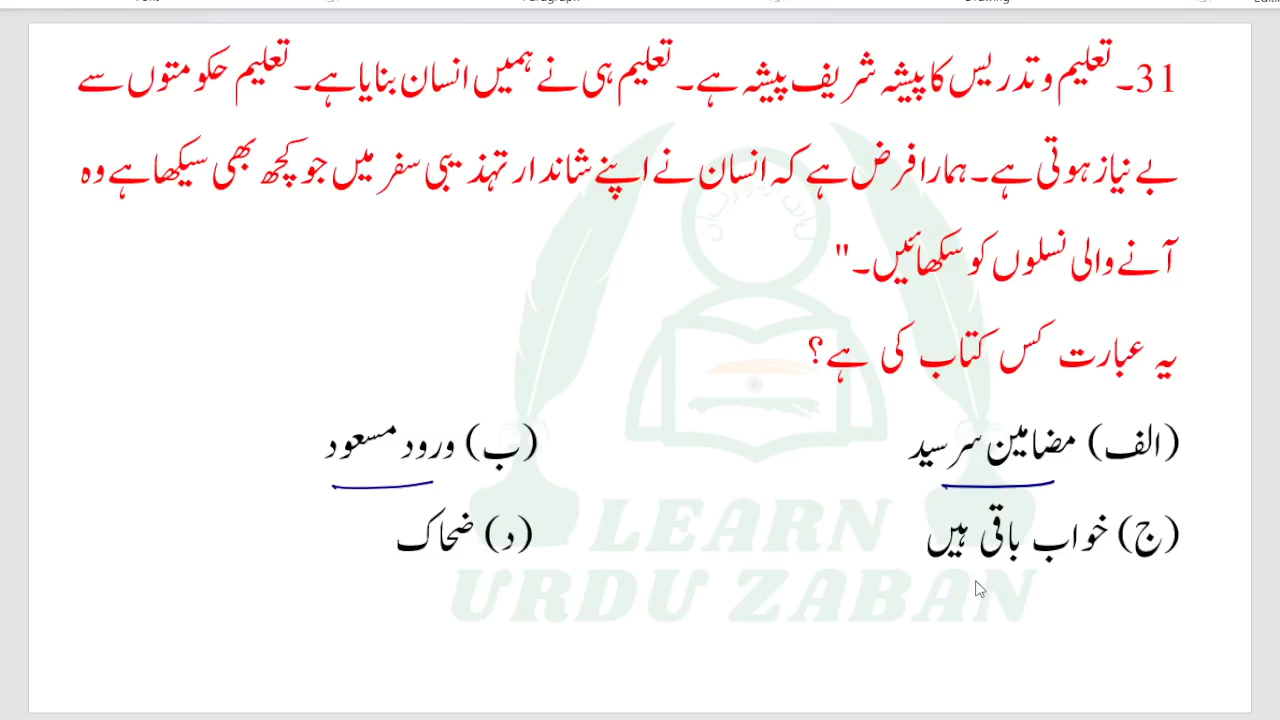 31۔ تعلیم و تدریس کا پیشہ شریف پیشہ ہے۔ تعلیم ہی نے ہمیں انسان بنایا ہے۔ تعلیم حکومتوں سے
بے نیاز ہوتی ہے۔ ہمارا فرض ہے کہ انسان نے اپنے شاندار تہذیبی سفر میں جو کچھ بھی سیکھا ہے وہ
آنے والی نسلوں کو سکھائیں۔"
یہ عبارت کس کتاب کی ہے؟
(الف) مضامین سرسید (ب) ورود مسعود
(ج) خواب باقی ہیں (د) ضحاک
LEARN
URDU ZABAN